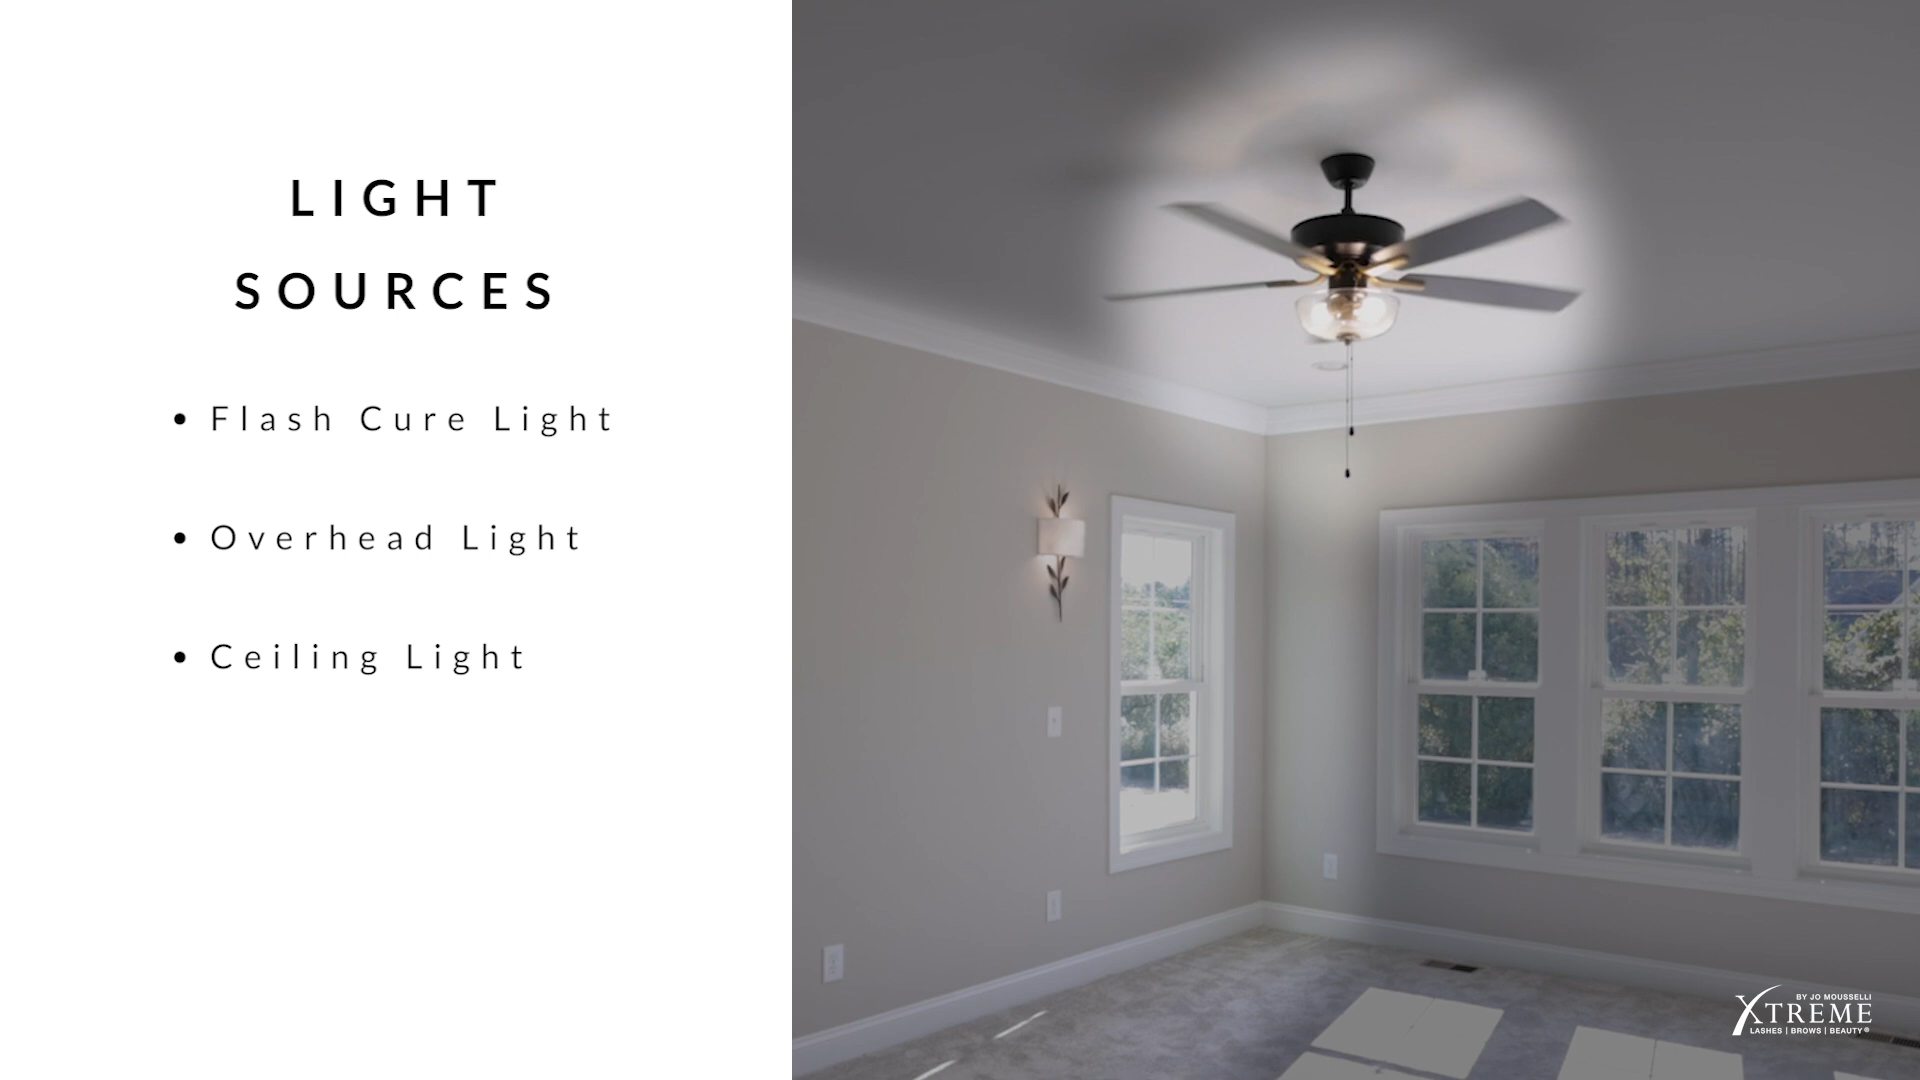 LIGHT
SOURCES
• Flash Cure Light
• Overhead Light
• Ceiling Light
BY JO MOUSSELLI
XTREME
LASHES | BROWS | BEAUTY®